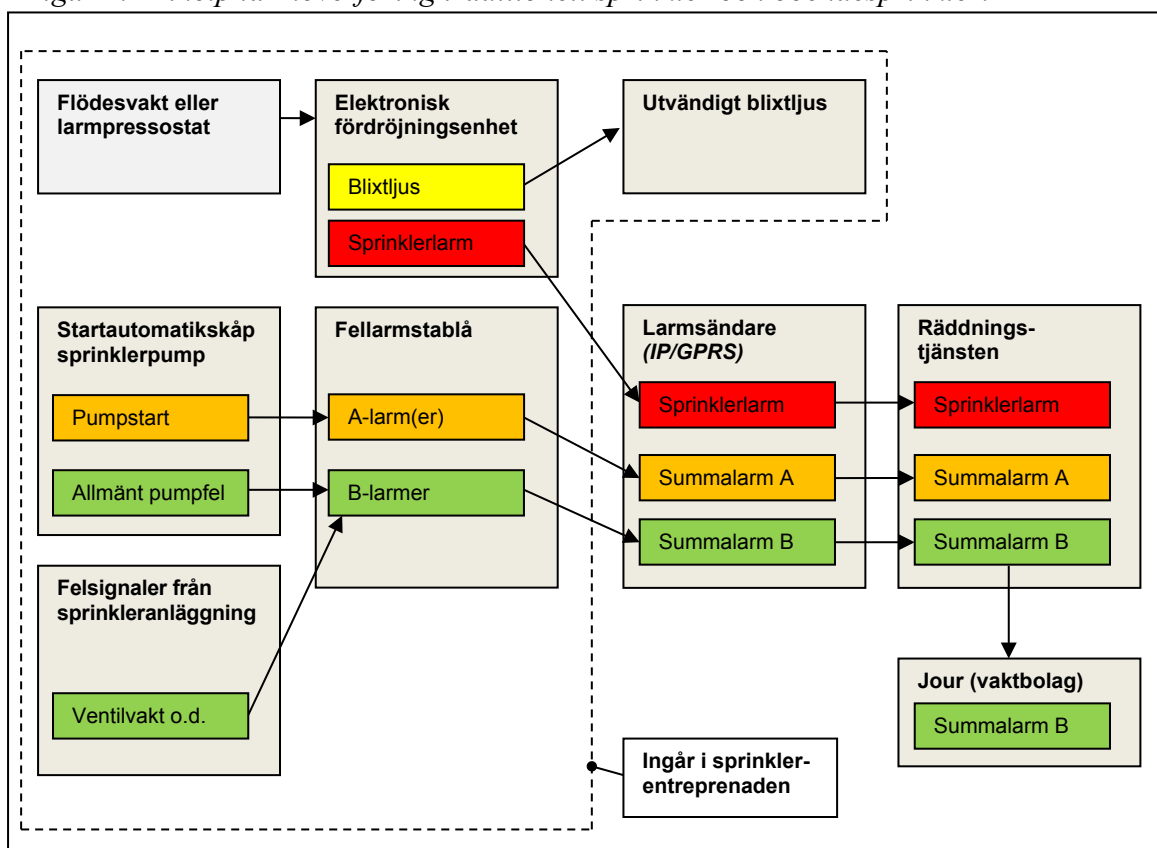 Flödesvakt eller
larmpressostat
Elektronisk
fördröjningsenhet
Blixtljus
Sprinklerlarm
Utvändigt blixtljus
Startautomatikskåp
sprinklerpump
Pumpstart
Allmänt pumpfel
Fellarmstablå
A-larm(er)
B-larmer
Larmsändare
(IP/GPRS)
Sprinklerlarm
Summalarm A
Summalarm B
Räddnings-
tjänsten
Sprinklerlarm
Summalarm A
Summalarm B
Felsignaler från
sprinkleranläggning
Ventilvakt o.d.
Jour (vaktbolag)
Summalarm B
Ingår i sprinkler-
entreprenaden